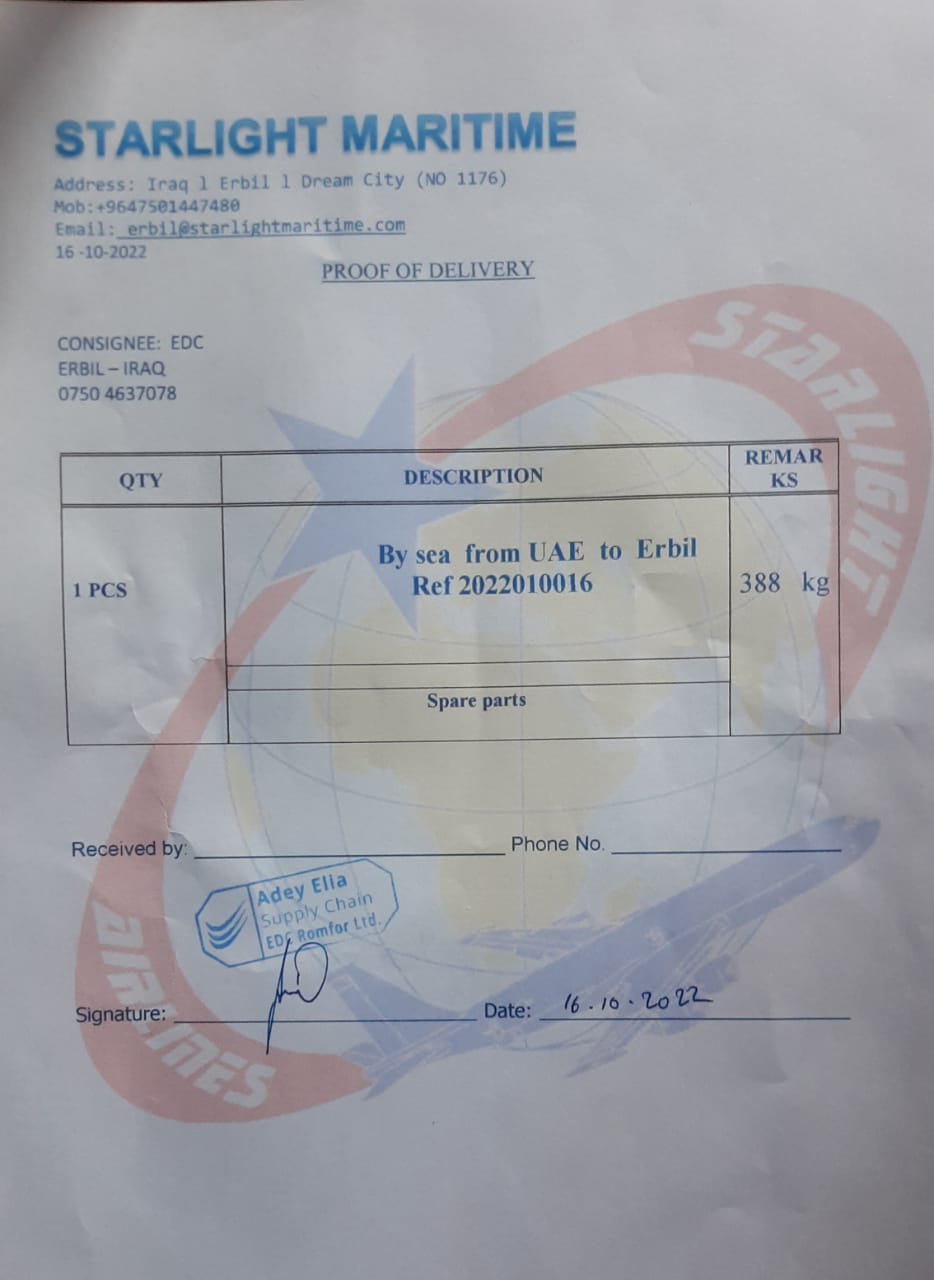 STARLIGHT MARITIME
Address: Iraq l Erbil l Dream City (NO 1176)
Mob:+9647501447480
Email: erbil@starlightmaritime.com
16 -10-2022
PROOF OF DELIVERY
CONSIGNEE: EDC
ERBIL – IRAQ
0750 4637078
QTY DESCRIPTION REMAR
KS
1 PCS
By sea from UAE to Erbil
Ref 2022010016
388 kg
Spare parts
Received by: Phone No.
Adey Elia
Supply Chain
EDC Romfor Ltd.
Signature: Date: 16.10.2022
STARLIGHT
AIRLINES